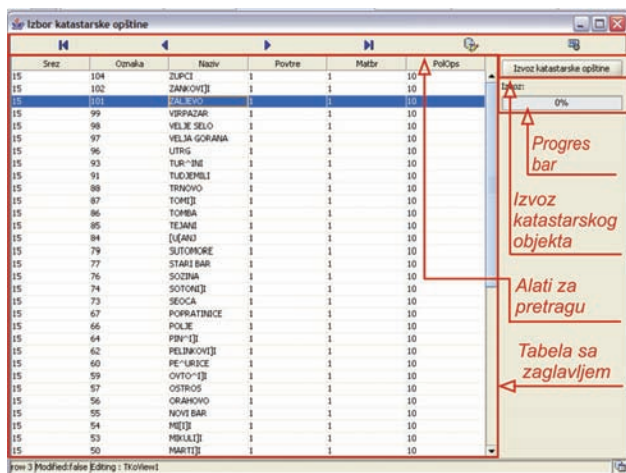 Izbor katastarske opštine
Srez Oznaka Naziv Povtre Matbr PolOps
15 104 ZUPCI 1 1 10
15 102 ZANKOVI]I 1 1 10
15 101 ZALJEVO 1 1 10
15 99 VIRPAZAR 1 1 10
15 98 VELJE SELO 1 1 10
15 97 VELJA GORANA 1 1 10
15 96 UTRG 1 1 10
15 93 TUR^INI 1 1 10
15 91 TUDJEMILI 1 1 10
15 88 TRNOVO 1 1 10
15 87 TOMI]I 1 1 10
15 86 TOMBA 1 1 10
15 85 TEJANI 1 1 10
15 84 [U[ANJ 1 1 10
15 79 SUTOMORE 1 1 10
15 77 STARI BAR 1 1 10
15 76 SOZINA 1 1 10
15 74 SOTONI]I 1 1 10
15 73 SEOCA 1 1 10
15 67 POPRATINICE 1 1 10
15 66 POLJE 1 1 10
15 64 PIN^I]I 1 1 10
15 62 PELINKOVI]I 1 1 10
15 60 PE^URICE 1 1 10
15 59 OVTO^I]I 1 1 10
15 57 OSTROS 1 1 10
15 56 ORAHOVO 1 1 10
15 55 NOVI BAR 1 1 10
15 54 MI[I]I 1 1 10
15 53 MIKULI]I 1 1 10
15 50 MARTI]I 1 1 10
Izvoz katastarske opštine
Izvoz:
0%
Progres
bar
Izvoz
katastarskog
objekta
Alati za
pretragu
Tabela sa
zaglavljem
row 3 Modified:false Editing : TKoView1